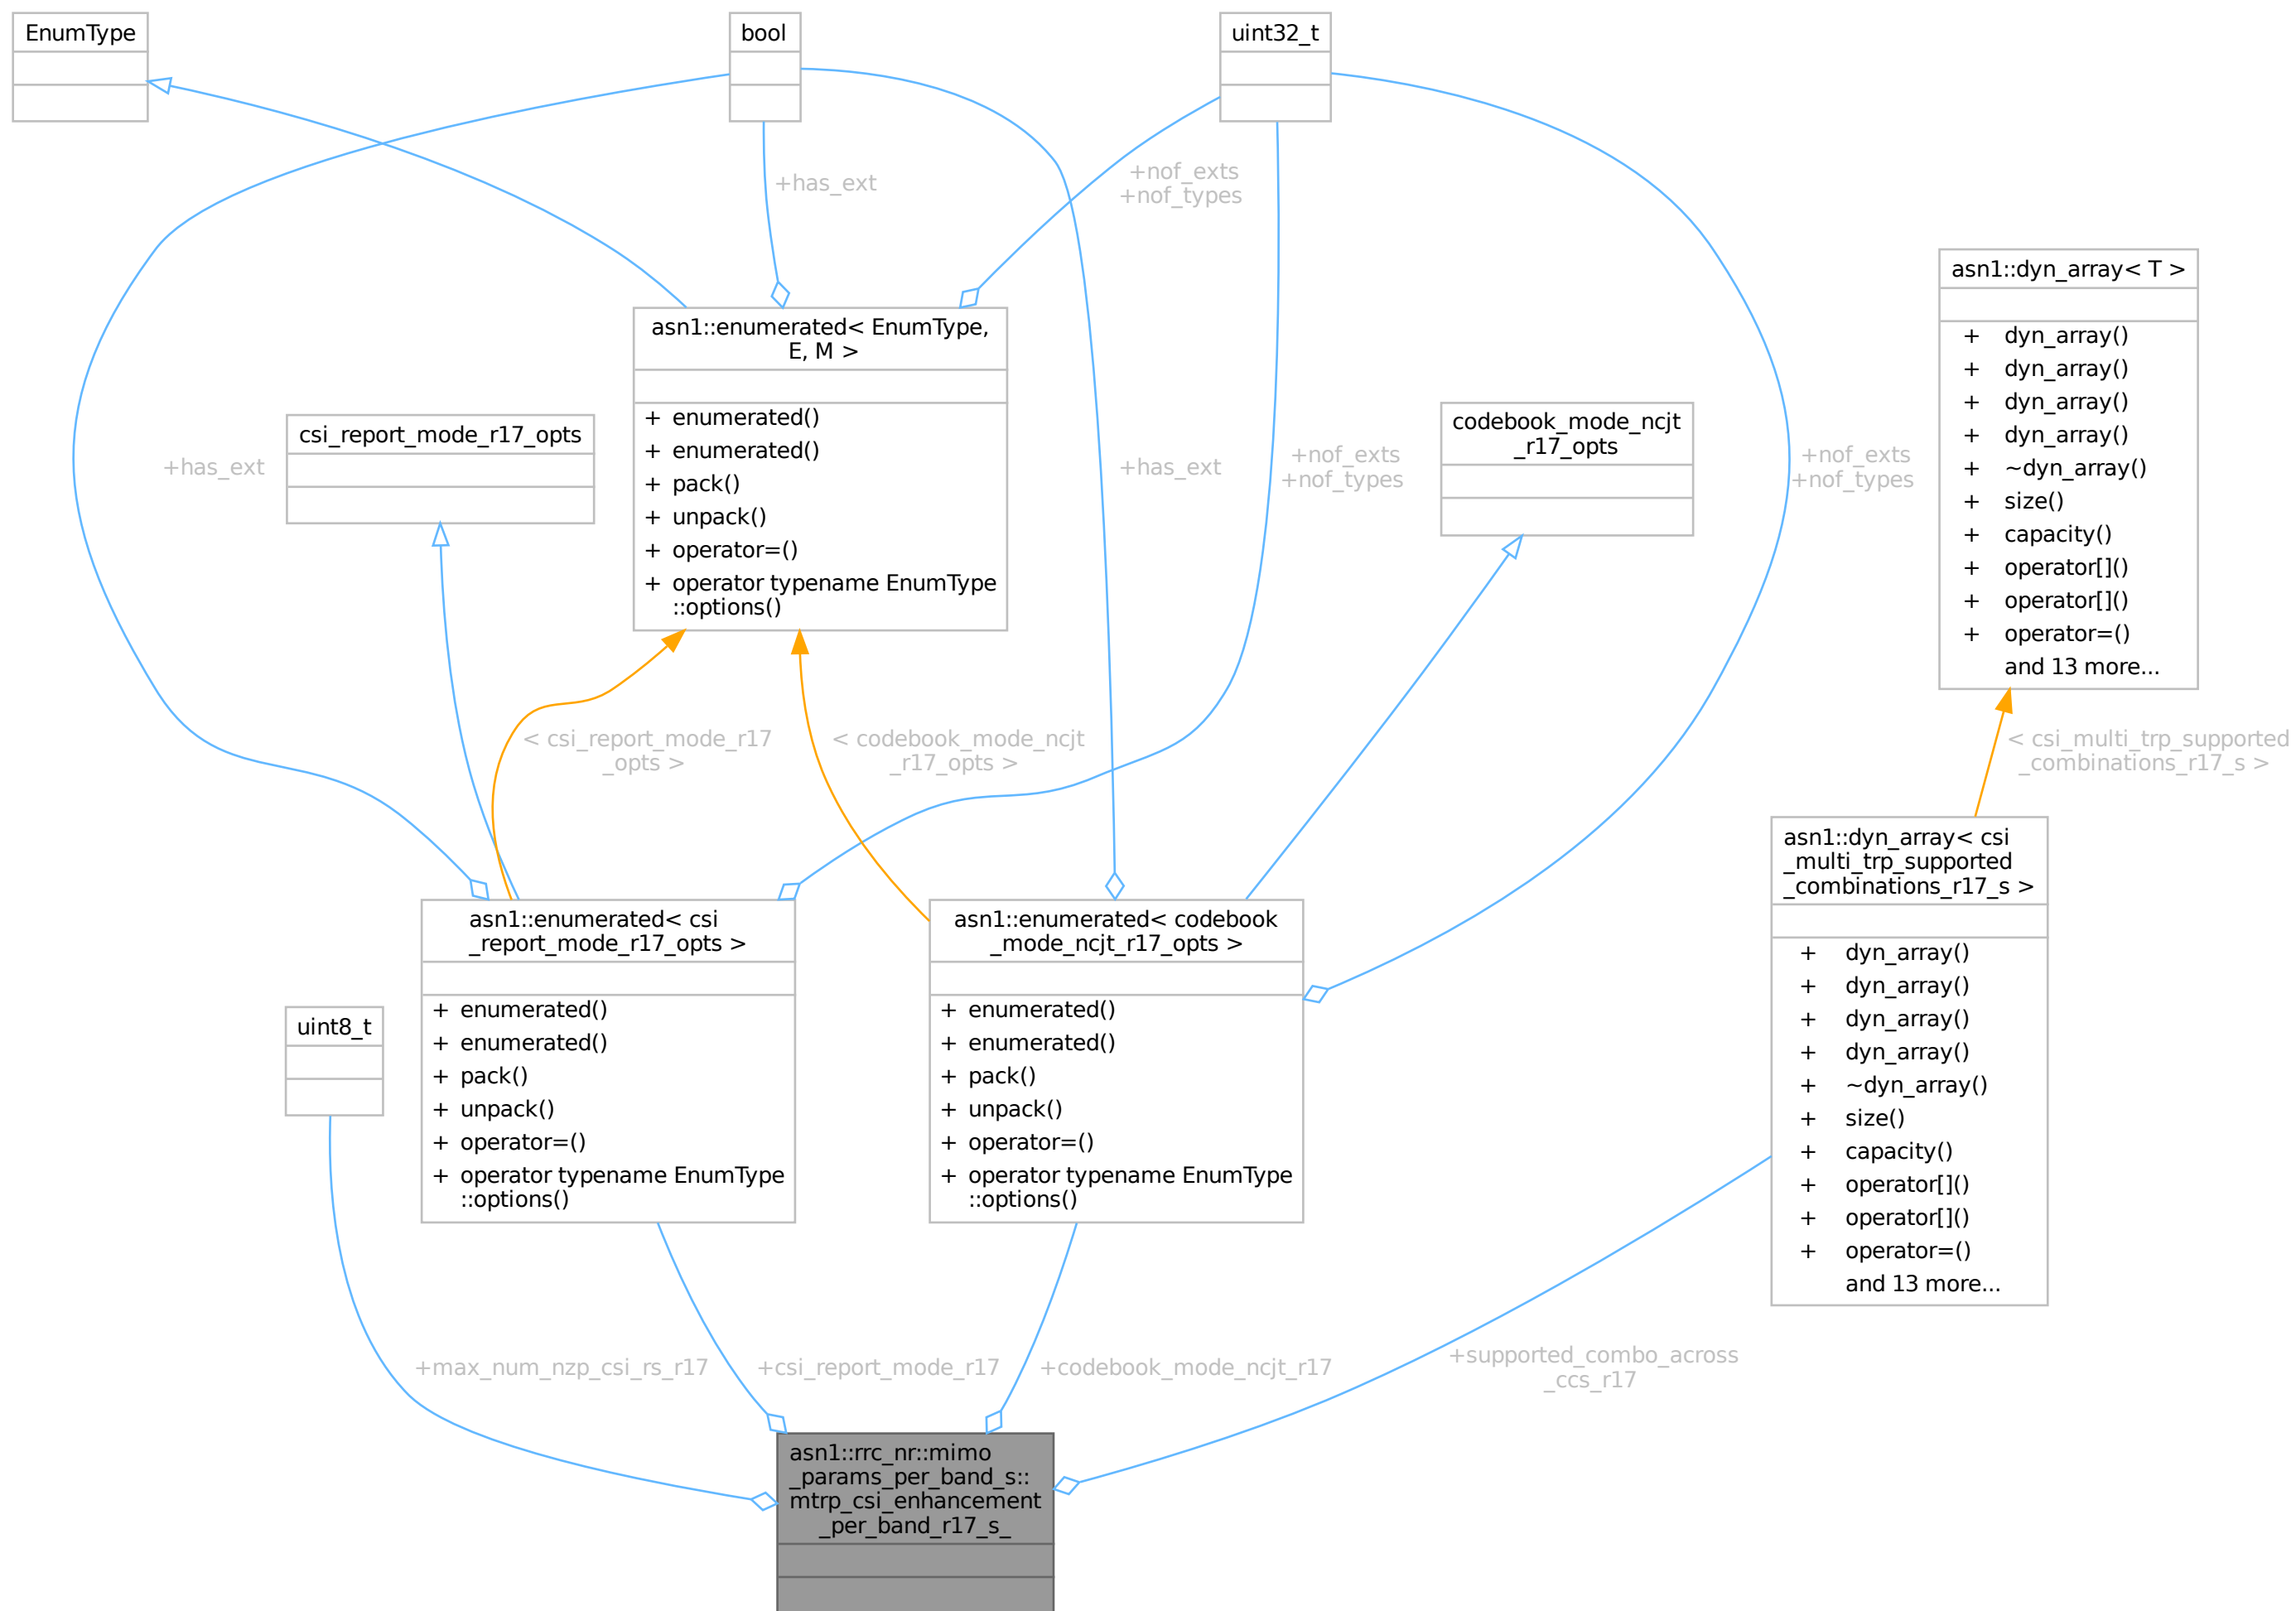 EnumType
bool
uint32_t
+has_ext
+nof_exts
+nof_types
asn1::dyn_array< T >
+ dyn_array()
+ dyn_array()
+ dyn_array()
+ dyn_array()
+ ~dyn_array()
+ size()
+ capacity()
+ operator[]()
+ operator[]()
+ operator=()
and 13 more...
asn1::enumerated< EnumType,
E, M >
+ enumerated()
+ enumerated()
+ pack()
+ unpack()
+ operator=()
+ operator typename EnumType
::options()
csi_report_mode_r17_opts
codebook_mode_ncjt
_r17_opts
+has_ext
+has_ext
+nof_exts
+nof_types
+nof_exts
+nof_types
< csi_report_mode_r17
_opts >
< codebook_mode_ncjt
_r17_opts >
< csi_multi_trp_supported
_combinations_r17_s >
asn1::dyn_array< csi
_multi_trp_supported
_combinations_r17_s >
+ dyn_array()
+ dyn_array()
+ dyn_array()
+ dyn_array()
+ ~dyn_array()
+ size()
+ capacity()
+ operator[]()
+ operator[]()
+ operator=()
and 13 more...
asn1::enumerated< csi
_report_mode_r17_opts >
+ enumerated()
+ enumerated()
+ pack()
+ unpack()
+ operator=()
+ operator typename EnumType
::options()
asn1::enumerated< codebook
_mode_ncjt_r17_opts >
+ enumerated()
+ enumerated()
+ pack()
+ unpack()
+ operator=()
+ operator typename EnumType
::options()
uint8_t
+max_num_nzp_csi_rs_r17
+csi_report_mode_r17
+codebook_mode_ncjt_r17
+supported_combo_across
_ccs_r17
asn1::rrc_nr::mimo
_params_per_band_s::
mtrp_csi_enhancement
_per_band_r17_s_